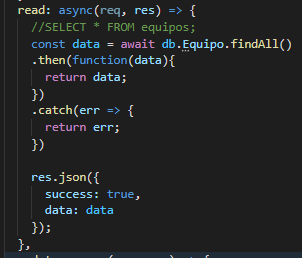 read: async(req, res) => {
//SELECT * FROM equipos;
const data = await db.Equipo.findAll()
.then(function(data){
return data;
})
.catch(err => {
return err;
})
res.json({
success: true,
data: data
});
},